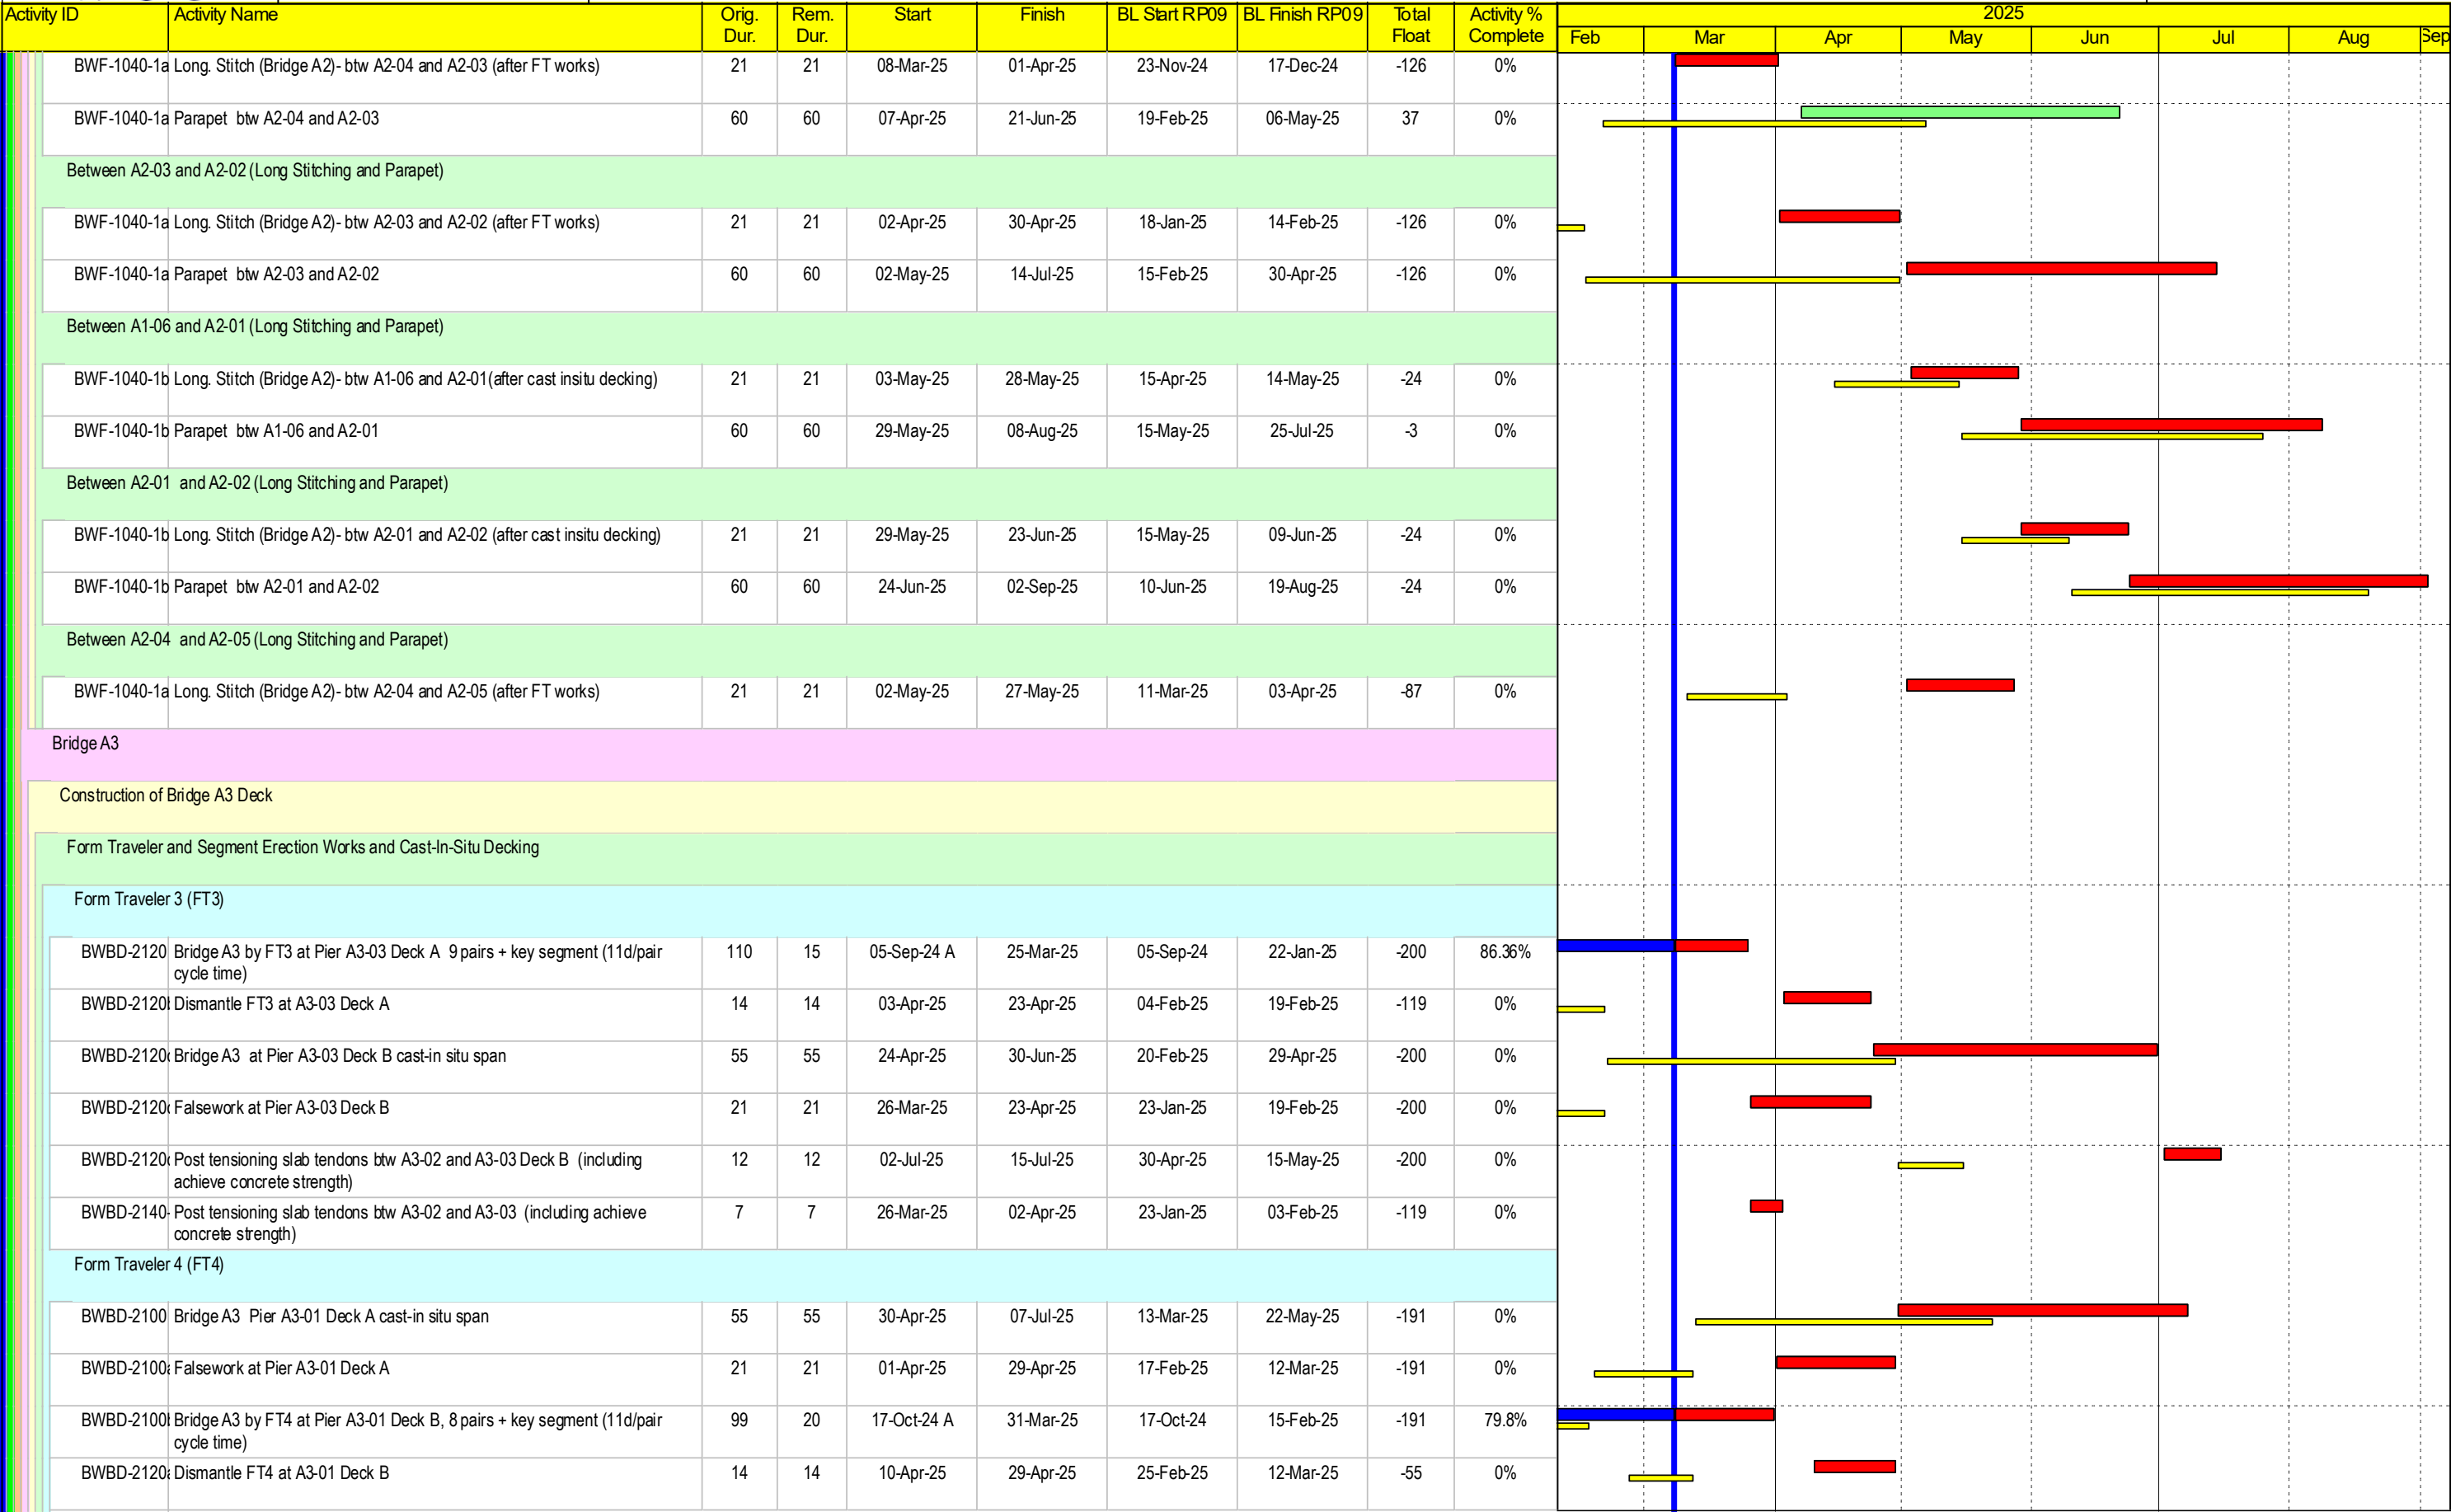 Activity ID Activity Name Orig. Dur. Rem. Dur. Start Finish BL Start RP09 BL Finish RP09 Total Float Activity % Complete 2025
Feb Mar Apr May Jun Jul Aug Sep
BWF-1040-1a Long. Stitch (Bridge A2)- btw A2-04 and A2-03 (after FT works) 21 21 08-Mar-25 01-Apr-25 23-Nov-24 17-Dec-24 -126 0%
BWF-1040-1a Parapet btw A2-04 and A2-03 60 60 07-Apr-25 21-Jun-25 19-Feb-25 06-May-25 37 0%
Between A2-03 and A2-02 (Long Stitching and Parapet)
BWF-1040-1a Long. Stitch (Bridge A2)- btw A2-03 and A2-02 (after FT works) 21 21 02-Apr-25 30-Apr-25 18-Jan-25 14-Feb-25 -126 0%
BWF-1040-1a Parapet btw A2-03 and A2-02 60 60 02-May-25 14-Jul-25 15-Feb-25 30-Apr-25 -126 0%
Between A1-06 and A2-01 (Long Stitching and Parapet)
BWF-1040-1b Long. Stitch (Bridge A2)- btw A1-06 and A2-01(after cast insitu decking) 21 21 03-May-25 28-May-25 15-Apr-25 14-May-25 -24 0%
BWF-1040-1b Parapet btw A1-06 and A2-01 60 60 29-May-25 08-Aug-25 15-May-25 25-Jul-25 -3 0%
Between A2-01 and A2-02 (Long Stitching and Parapet)
BWF-1040-1b Long. Stitch (Bridge A2)- btw A2-01 and A2-02 (after cast insitu decking) 21 21 29-May-25 23-Jun-25 15-May-25 09-Jun-25 -24 0%
BWF-1040-1b Parapet btw A2-01 and A2-02 60 60 24-Jun-25 02-Sep-25 10-Jun-25 19-Aug-25 -24 0%
Between A2-04 and A2-05 (Long Stitching and Parapet)
BWF-1040-1a Long. Stitch (Bridge A2)- btw A2-04 and A2-05 (after FT works) 21 21 02-May-25 27-May-25 11-Mar-25 03-Apr-25 -87 0%
Bridge A3
Construction of Bridge A3 Deck
Form Traveler and Segment Erection Works and Cast-In-Situ Decking
Form Traveler 3 (FT3)
BWBD-2120 Bridge A3 by FT3 at Pier A3-03 Deck A 9 pairs + key segment (11d/pair 110 15 05-Sep-24 A 25-Mar-25 05-Sep-24 22-Jan-25 -200 86.36%
cycle time)
BWBD-2120 Dismantle FT3 at A3-03 Deck A 14 14 03-Apr-25 23-Apr-25 04-Feb-25 19-Feb-25 -119 0%
BWBD-2120 Bridge A3 at Pier A3-03 Deck B cast-in situ span 55 55 24-Apr-25 30-Jun-25 20-Feb-25 29-Apr-25 -200 0%
BWBD-2120 Falsework at Pier A3-03 Deck B 21 21 26-Mar-25 23-Apr-25 23-Jan-25 19-Feb-25 -200 0%
BWBD-2120 Post tensioning slab tendons btw A3-02 and A3-03 Deck B (including 12 12 02-Jul-25 15-Jul-25 30-Apr-25 15-May-25 -200 0%
achieve concrete strength)
BWBD-2140- Post tensioning slab tendons btw A3-02 and A3-03 (including achieve 7 7 26-Mar-25 02-Apr-25 23-Jan-25 03-Feb-25 -119 0%
concrete strength)
Form Traveler 4 (FT4)
BWBD-2100 Bridge A3 Pier A3-01 Deck A cast-in situ span 55 55 30-Apr-25 07-Jul-25 13-Mar-25 22-May-25 -191 0%
BWBD-2100 Falsework at Pier A3-01 Deck A 21 21 01-Apr-25 29-Apr-25 17-Feb-25 12-Mar-25 -191 0%
BWBD-2100 Bridge A3 by FT4 at Pier A3-01 Deck B, 8 pairs + key segment (11d/pair 99 20 17-Oct-24 A 31-Mar-25 17-Oct-24 15-Feb-25 -191 79.8%
cycle time)
BWBD-2120 Dismantle FT4 at A3-01 Deck B 14 14 10-Apr-25 29-Apr-25 25-Feb-25 12-Mar-25 -55 0%